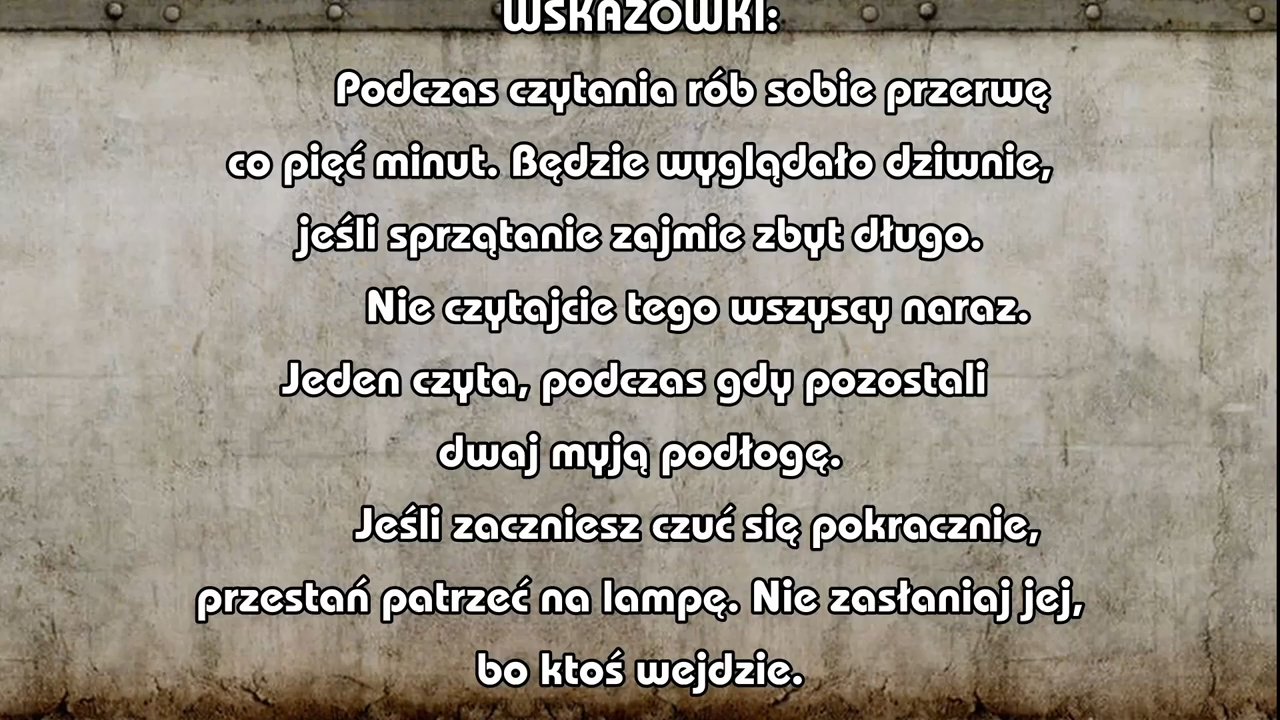 WSKAZÓWKI:
Podczas czytania rób sobie przerwę
co pięć minut. Będzie wyglądało dziwnie,
jeśli sprzątanie zajmie zbyt długo.
Nie czytajcie tego wszyscy naraz.
Jeden czyta, podczas gdy pozostali
dwaj myją podłogę.
Jeśli zaczniesz czuć się pokracznie,
przestań patrzeć na lampę. Nie zasłaniaj jej,
bo ktoś wejdzie.